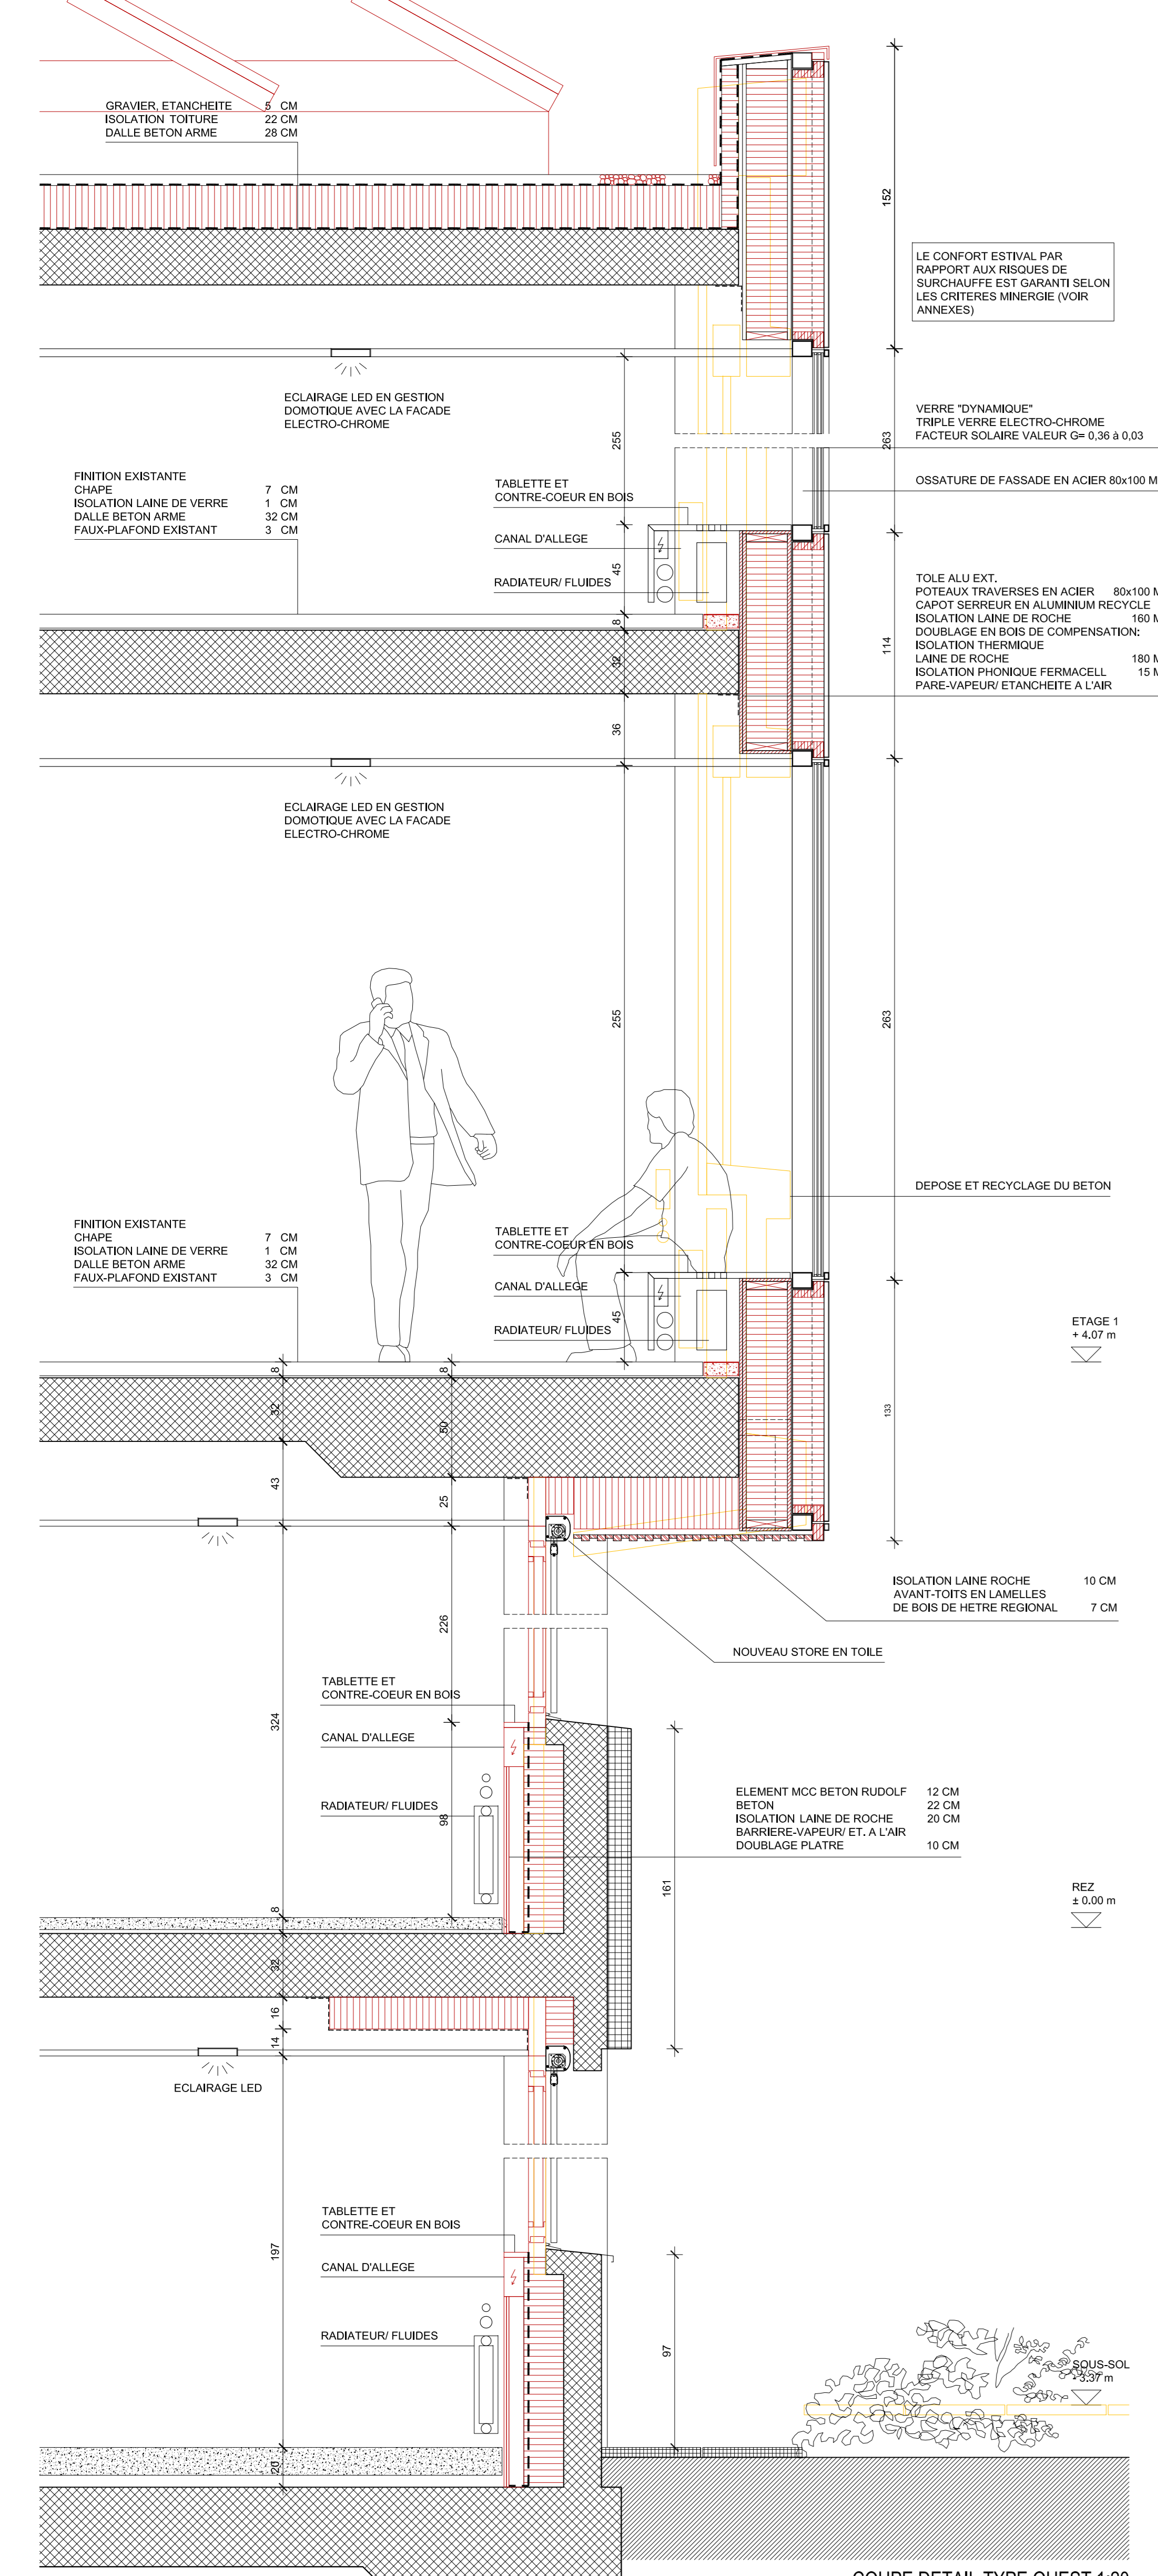 GRAVIER, ETANCHEITE 5 CM
ISOLATION TOITURE 22 CM
DALLE BETON ARME 28 CM
152
LE CONFORT ESTIVAL PAR
RAPPORT AUX RISQUES DE
SURCHAUFFE EST GARANTI SELON
LES CRITERES MINERGIE (VOIR
ANNEXES)
ECLAIRAGE LED EN GESTION
DOMOTIQUE AVEC LA FACADE
ELECTRO-CHROME
255
263
VERRE "DYNAMIQUE"
TRIPLE VERRE ELECTRO-CHROME
FACTEUR SOLAIRE VALEUR G= 0,36 à 0,03
OSSATURE DE FASSADE EN ACIER 80x100 M
FINITION EXISTANTE
CHAPE 7 CM
ISOLATION LAINE DE VERRE 1 CM
DALLE BETON ARME 32 CM
FAUX-PLAFOND EXISTANT 3 CM
TABLETTE ET
CONTRE-COEUR EN BOIS
CANAL D'ALLEGE
RADIATEUR/ FLUIDES
45
8
32
36
114
TOLE ALU EXT.
POTEAUX TRAVERSES EN ACIER 80x100 M
CAPOT SERREUR EN ALUMINIUM RECYCLE
ISOLATION LAINE DE ROCHE 160 M
DOUBLAGE EN BOIS DE COMPENSATION:
ISOLATION THERMIQUE
LAINE DE ROCHE 180 M
ISOLATION PHONIQUE FERMACELL 15 M
PARE-VAPEUR/ ETANCHEITE A L'AIR
ECLAIRAGE LED EN GESTION
DOMOTIQUE AVEC LA FACADE
ELECTRO-CHROME
255
263
DEPOSE ET RECYCLAGE DU BETON
FINITION EXISTANTE
CHAPE 7 CM
ISOLATION LAINE DE VERRE 1 CM
DALLE BETON ARME 32 CM
FAUX-PLAFOND EXISTANT 3 CM
TABLETTE ET
CONTRE-COEUR EN BOIS
CANAL D'ALLEGE
RADIATEUR/ FLUIDES
45
ETAGE 1
+ 4.07 m
8
8
32
50
133
43
25
ISOLATION LAINE ROCHE 10 CM
AVANT-TOITS EN LAMELLES
DE BOIS DE HETRE REGIONAL 7 CM
NOUVEAU STORE EN TOILE
226
324
TABLETTE ET
CONTRE-COEUR EN BOIS
CANAL D'ALLEGE
RADIATEUR/ FLUIDES
98
ELEMENT MCC BETON RUDOLF 12 CM
BETON 22 CM
ISOLATION LAINE DE ROCHE 20 CM
BARRIERE-VAPEUR/ ET. A L'AIR
DOUBLAGE PLATRE 10 CM
161
REZ
± 0.00 m
8
32
16
14
ECLAIRAGE LED
197
TABLETTE ET
CONTRE-COEUR EN BOIS
CANAL D'ALLEGE
RADIATEUR/ FLUIDES
97
SOUS-SOL
- 3.37 m
20
COUPE DETAIL TYPE OUEST 1:20